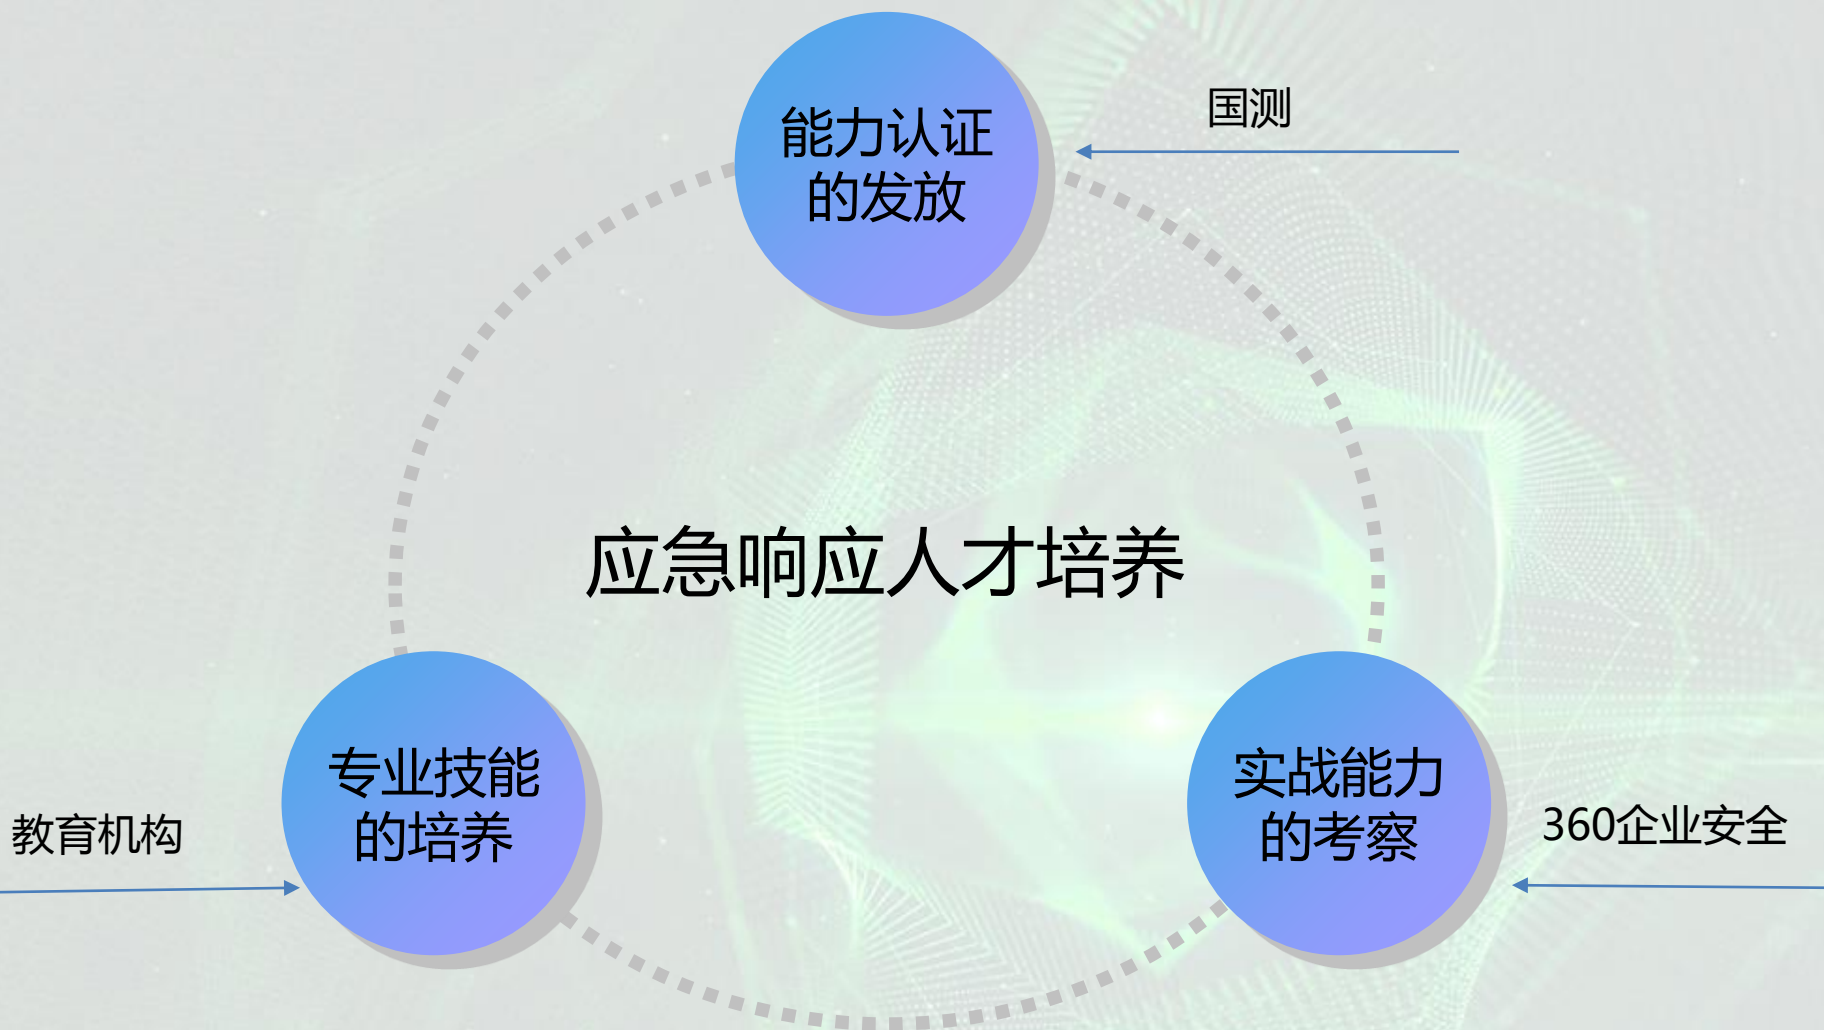 能力认证
的发放
国测
应急响应人才培养
专业技能
的培养
教育机构
实战能力
的考察
360企业安全